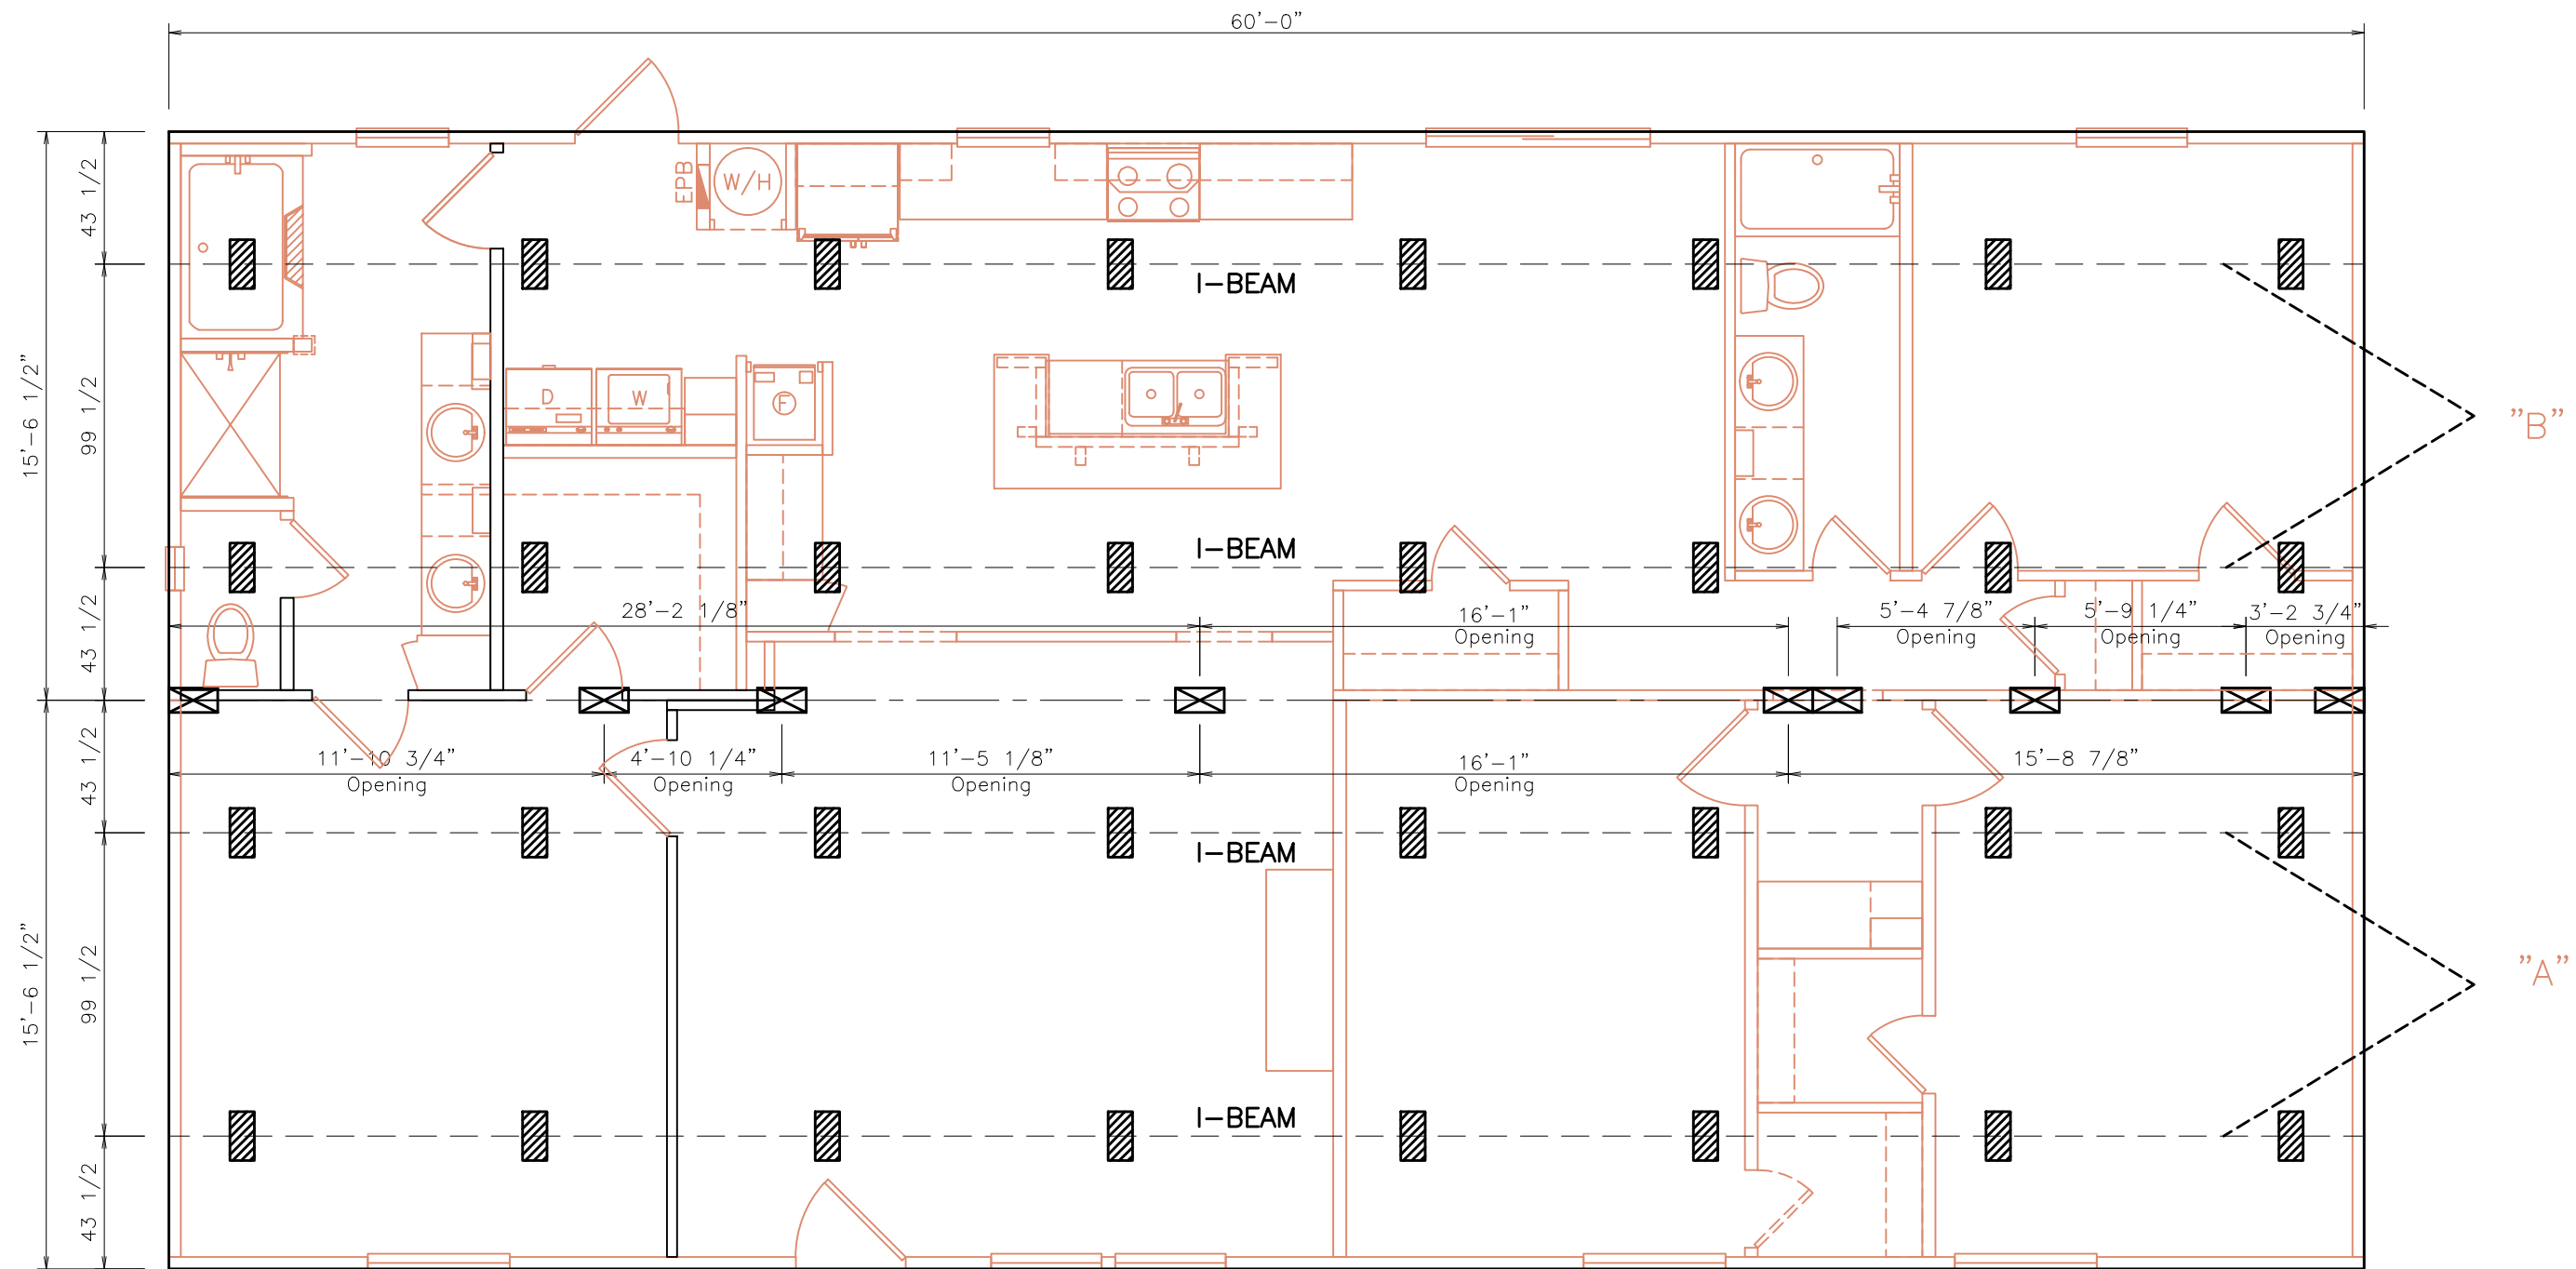 60'-0"
43 1/2
EPB
W/H
I-BEAM
15'-6 1/2"
99 1/2
D
W
F
"B"
I-BEAM
43 1/2
28'-2 1/8"
16'-1"
Opening
5'-4 7/8"
Opening
5'-9 1/4"
Opening
3'-2 3/4"
Opening
43 1/2
11'-10 3/4"
Opening
4'-10 1/4"
Opening
11'-5 1/8"
Opening
16'-1"
Opening
15'-8 7/8"
I-BEAM
15'-6 1/2"
99 1/2
"A"
I-BEAM
43 1/2